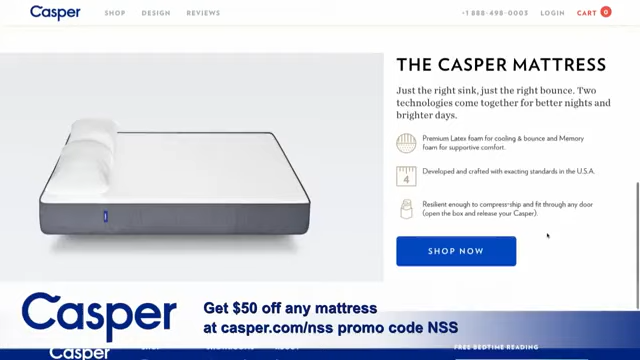 Casper SHOP DESIGN REVIEWS +1 888-498-0003 LOGIN CART 0
THE CASPER MATTRESS
Just the right sink, just the right bounce. Two
technologies come together for better nights and
brighter days.
Premium Latex foam for cooling & bounce and Memory
foam for supportive comfort.
4
Developed and crafted with exacting standards in the U.S.A.
Resilient enough to compress-ship and fit through any door
(open the box and release your Casper).
SHOP NOW
Casper
Get $50 off any mattress
at casper.com/nss promo code NSS
Casper
FREE BEDTIME READING